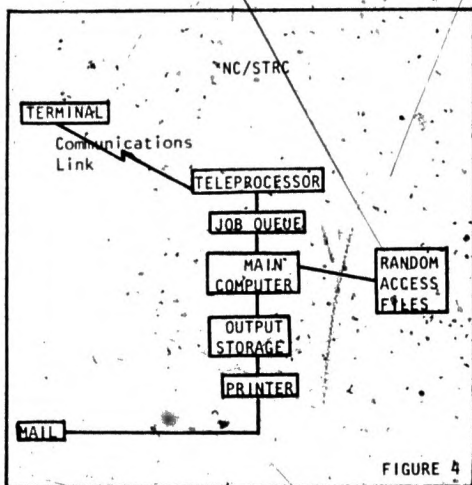 *NC/STRC
TERMINAL
Communications
Link
TELEPROCESSOR
JOB QUEUE
MAIN
COMPUTER
RANDOM
ACCESS
FILES
OUTPUT
STORAGE
PRINTER
MAIL
FIGURE 4